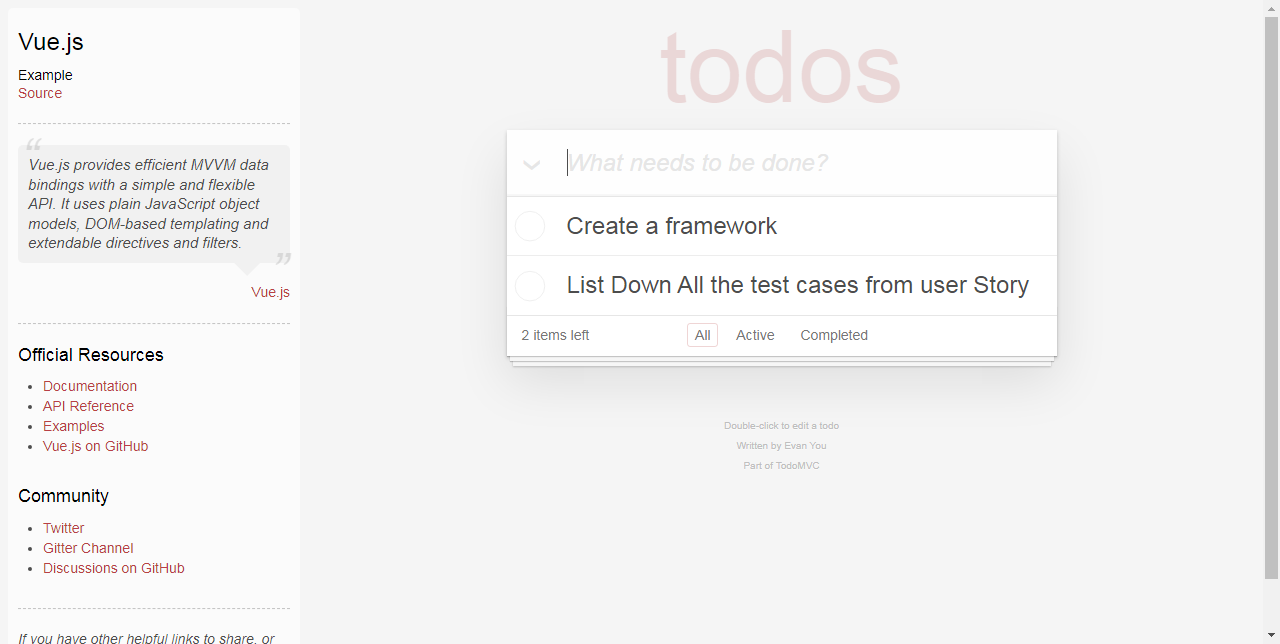 Vue.js
Example
Source
“
Vue.js provides efficient MVVM data
bindings with a simple and flexible
API. It uses plain JavaScript object
models, DOM-based templating and
extendable directives and filters.
”
Vue.js
Official Resources
Documentation
API Reference
Examples
Vue.js on GitHub
Community
Twitter
Gitter Channel
Discussions on GitHub
If you have other helpful links to share, or
todos
What needs to be done?
Create a framework
List Down All the test cases from user Story
2 items left All Active Completed
Double-click to edit a todo
Written by Evan You
Part of TodoMVC